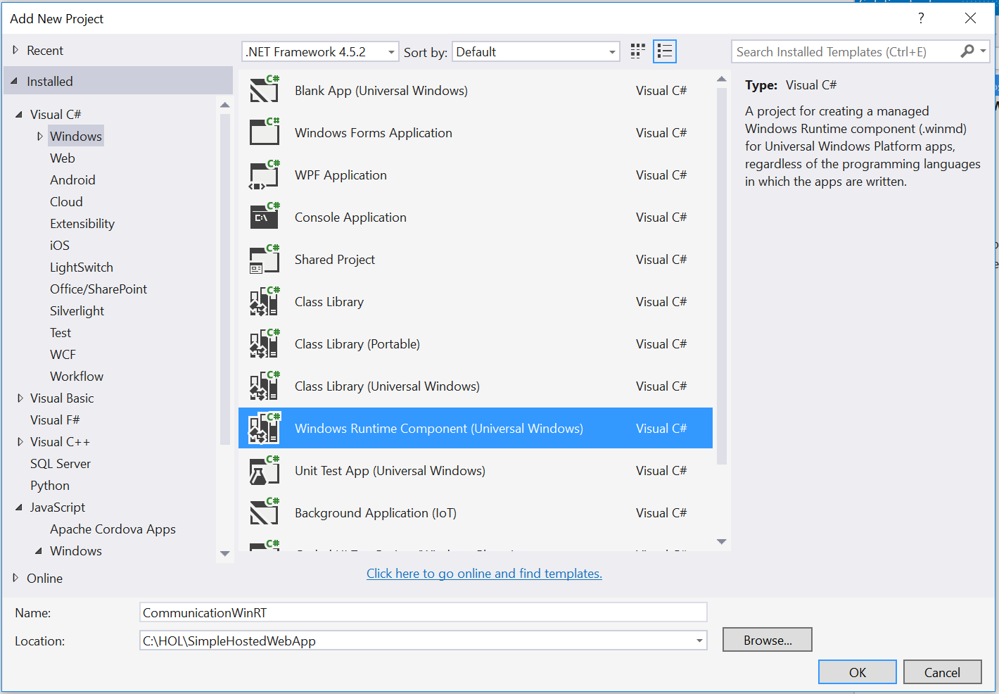 Add New Project
?
Recent
.NET Framework 4.5.2
Sort by:
Default
Search Installed Templates (Ctrl+E)
Installed
Visual C#
Windows
Web
Android
Cloud
Extensibility
iOS
LightSwitch
Office/SharePoint
Silverlight
Test
WCF
Workflow
Visual Basic
Visual F#
Visual C++
SQL Server
Python
JavaScript
Apache Cordova Apps
Windows
Online
C# Blank App (Universal Windows) Visual C#
C# Windows Forms Application Visual C#
C# WPF Application Visual C#
C# C:\ Console Application Visual C#
C# Shared Project Visual C#
C# Class Library Visual C#
C# Class Library (Portable) Visual C#
C# Class Library (Universal Windows) Visual C#
C# Windows Runtime Component (Universal Windows) Visual C#
C# Unit Test App (Universal Windows) Visual C#
C# Background Application (IoT) Visual C#
C#
Click here to go online and find templates.
Type: Visual C#
A project for creating a managed
Windows Runtime component (.winmd)
for Universal Windows Platform apps,
regardless of the programming languages
in which the apps are written.
Name:
CommunicationWinRT
Location:
C:\HOL\SimpleHostedWebApp
Browse...
OK
Cancel